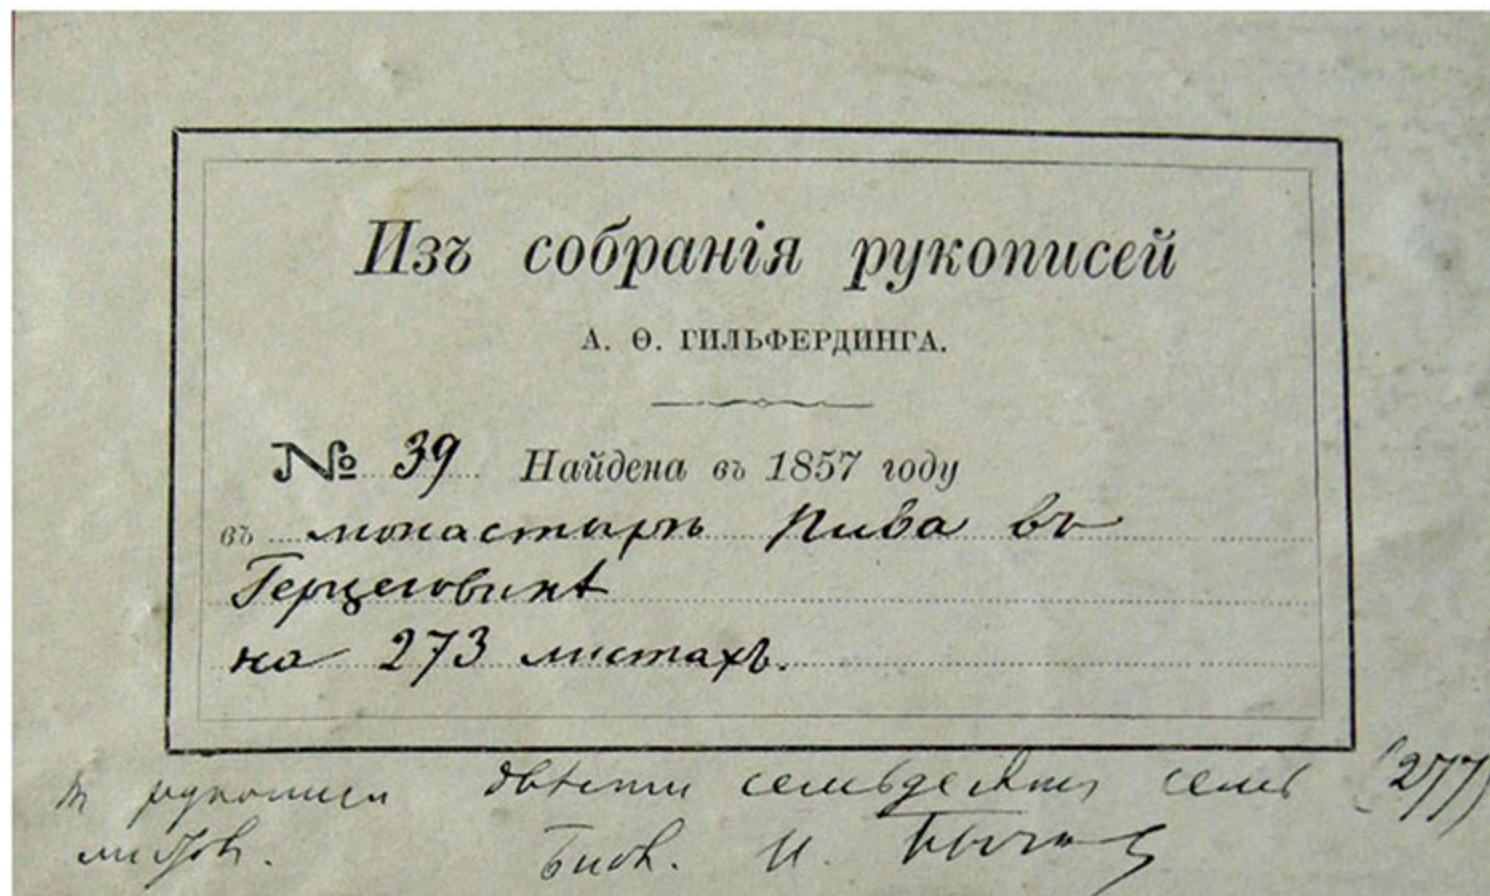 Изъ собранія рукописей
А. Ѳ. ГИЛЬФЕРДИНГА.
№ 39 Найдена въ 1857 году
въ монастырѣ Пива въ
Герцеговинѣ
на 273 листахъ.
Въ рукописи двѣсти семьдесятъ семь (277)
листовъ. Библ. И. Бычков